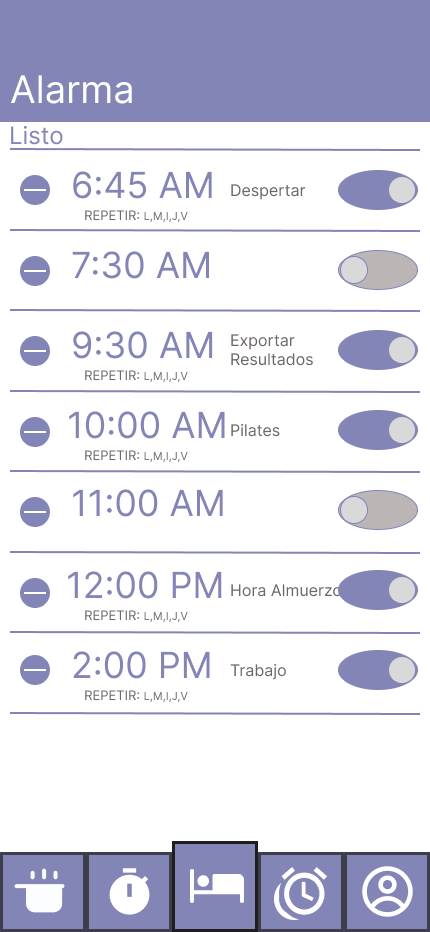 Alarma
Listo
6:45 AM Despertar
REPETIR: L,M,I,J,V
7:30 AM
9:30 AM Exportar
Resultados
REPETIR: L,M,I,J,V
10:00 AM Pilates
REPETIR: L,M,I,J,V
11:00 AM
12:00 PM Hora Almuerzo
REPETIR: L,M,I,J,V
2:00 PM Trabajo
REPETIR: L,M,I,J,V